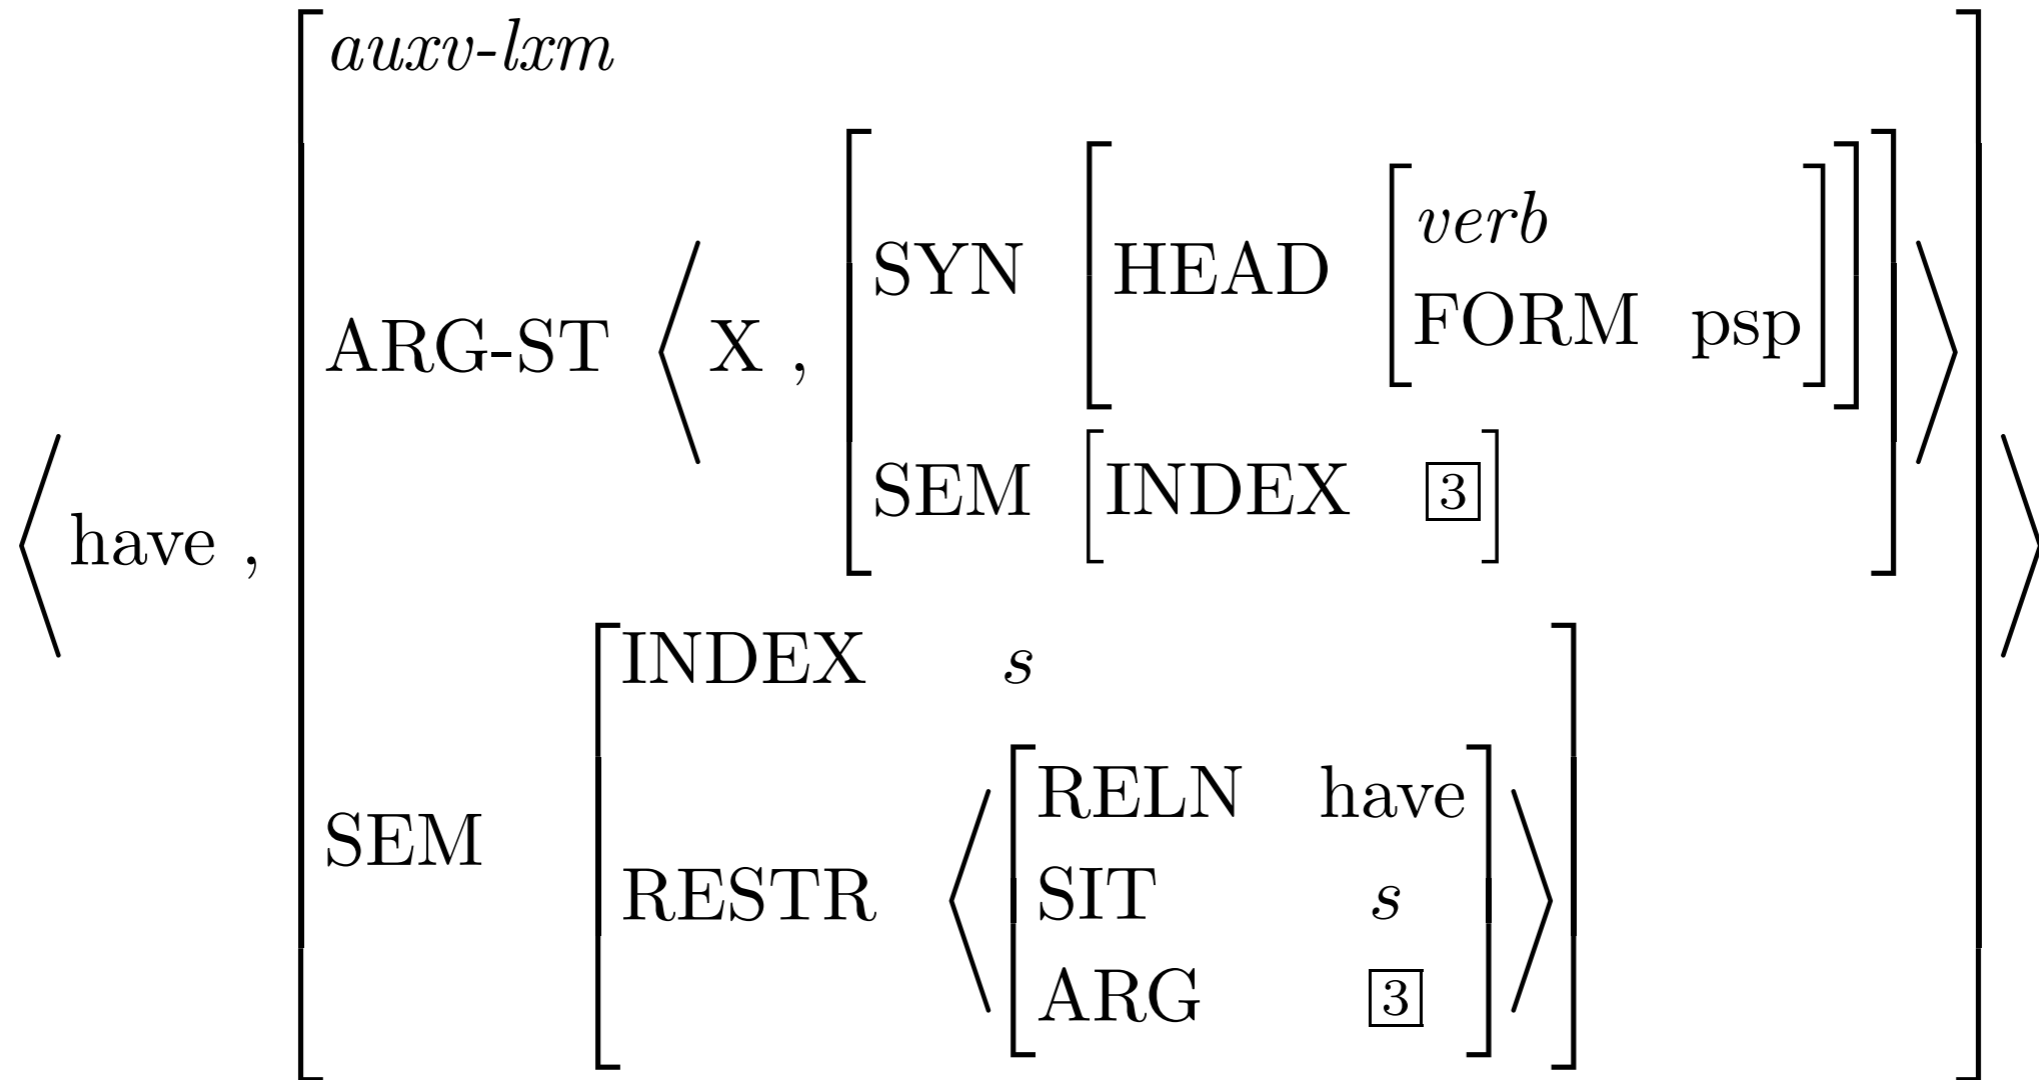 auxv-lxm
verb
SYN HEAD
FORM psp
ARG-ST ⟨ X ,
SEM [ INDEX 3 ] ⟩
⟨ have ,
INDEX s
RELN have
SEM
RESTR ⟨ SIT s ⟩
ARG 3 ⟩